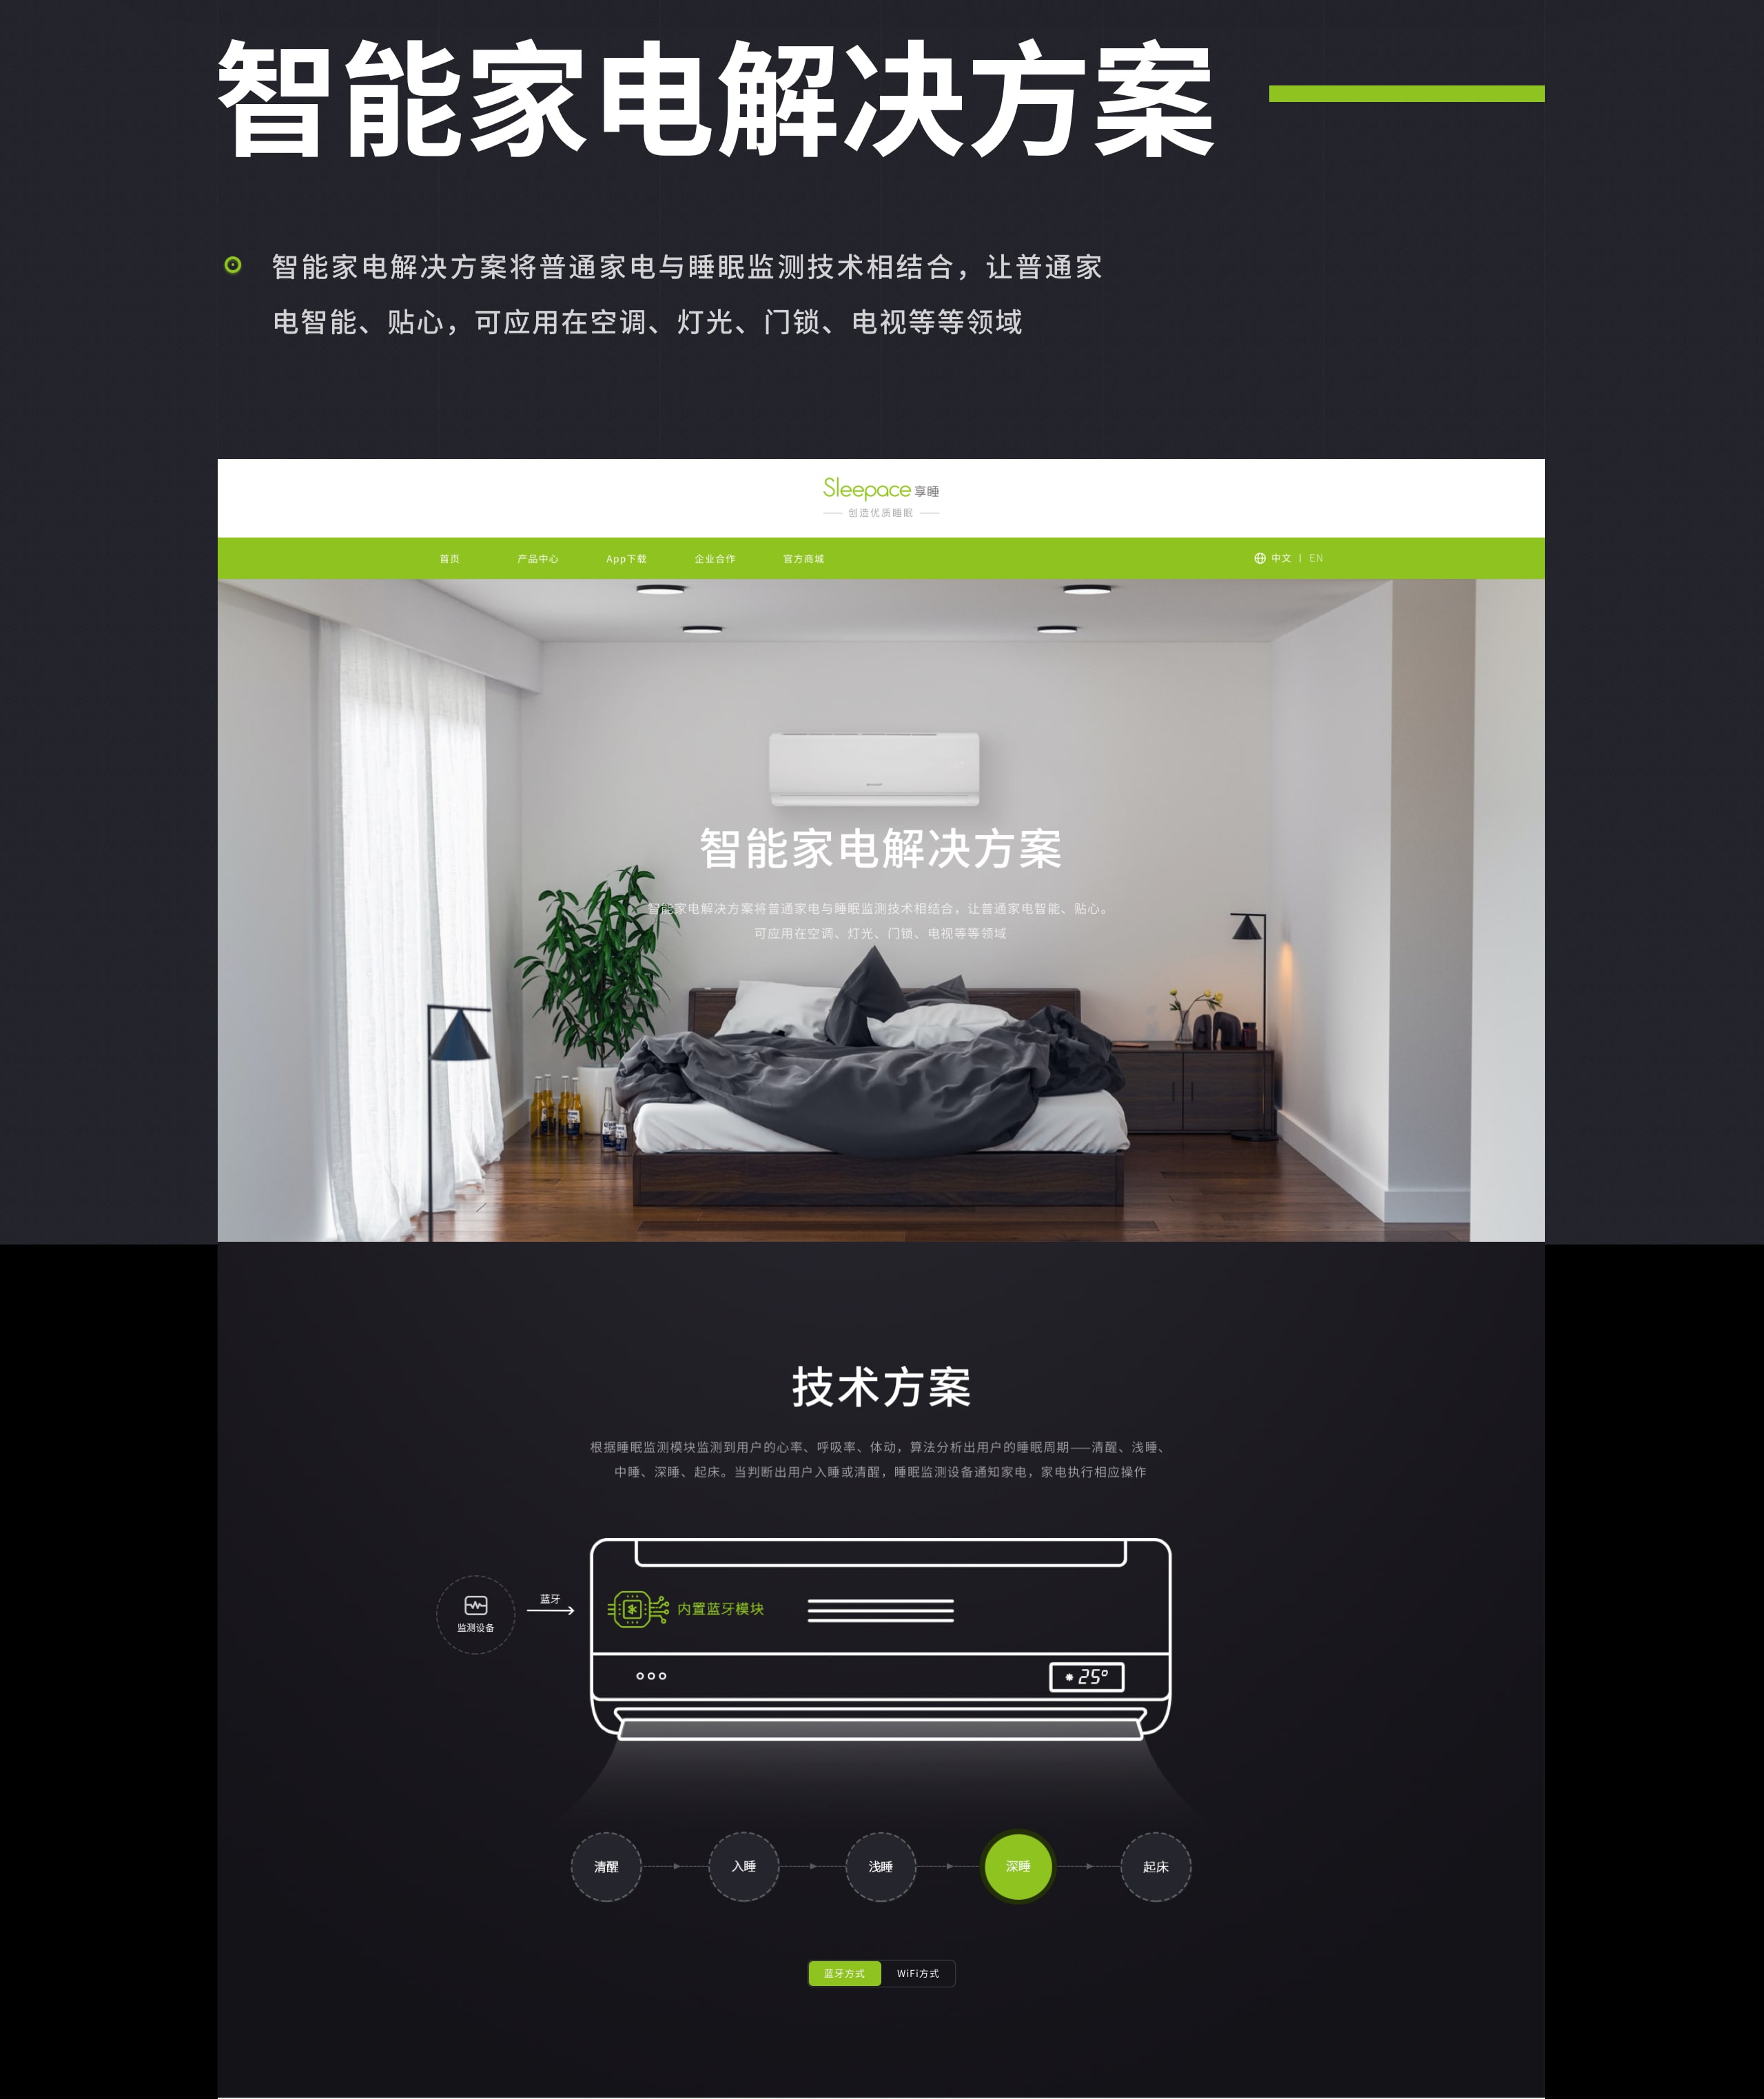 智能家电解决方案
智能家电解决方案将普通家电与睡眠监测技术相结合，让普通家
电智能、贴心，可应用在空调、灯光、门锁、电视等等领域
Sleepace 享睡
创造优质睡眠
首页 产品中心 App下载 企业合作 官方商城 中文 | EN
智能家电解决方案
智能家电解决方案将普通家电与睡眠监测技术相结合，让普通家电智能、贴心。
可应用在空调、灯光、门锁、电视等等领域
技术方案
根据睡眠监测模块监测到用户的心率、呼吸率、体动，算法分析出用户的睡眠周期——清醒、浅睡、
中睡、深睡、起床。当判断出用户入睡或清醒，睡眠监测设备通知家电，家电执行相应操作
监测设备
蓝牙
内置蓝牙模块
25°
清醒 入睡 浅睡 深睡 起床
蓝牙方式 WiFi方式